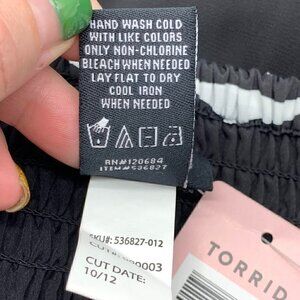 HAND WASH COLD
WITH LIKE COLORS
ONLY NON-CHLORINE
BLEACH WHEN NEEDED
LAY FLAT TO DRY
COOL IRON
WHEN NEEDED
RN#120684
ITEM#536827
SKU#: 536827-012
CUT DATE:
10/12
TORRID